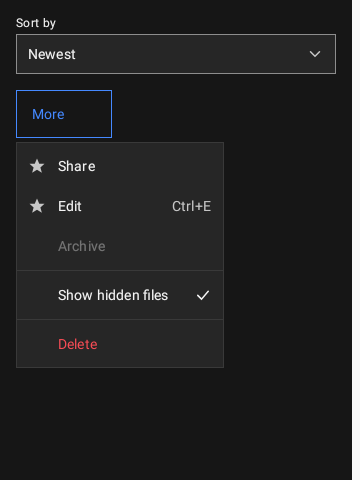 Sort by
Newest
More
Share
Edit Ctrl+E
Archive
Show hidden files
Delete